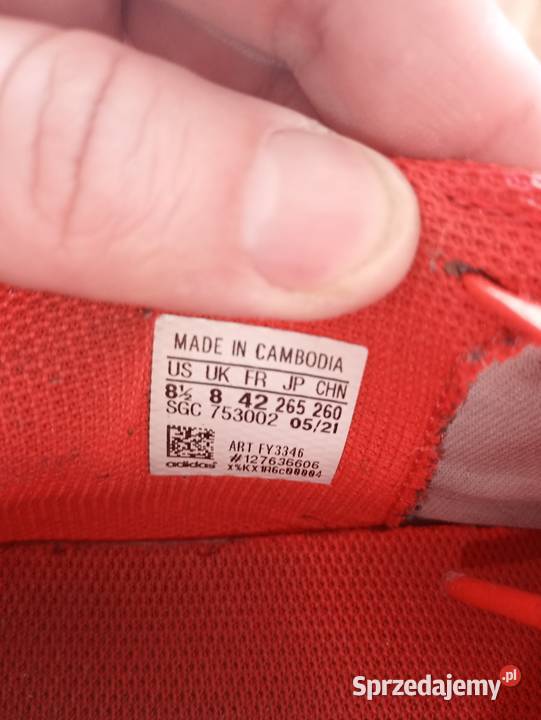 MADE IN CAMBODIA
US UK FR JP CHN
8½ 8 42 265 260
SGC 753002 05/21
ART FY3346
#127636606
adidas X%KX1R6c00004
Sprzedajemy.pl